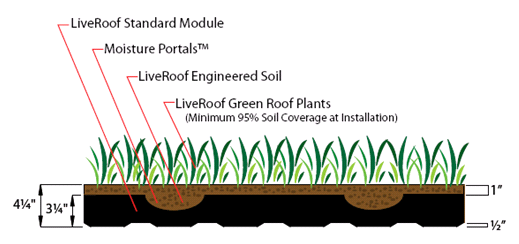 LiveRoof Standard Module
Moisture Portals™
LiveRoof Engineered Soil
LiveRoof Green Roof Plants
(Minimum 95% Soil Coverage at Installation)
4¼"
3¼"
1"
½"